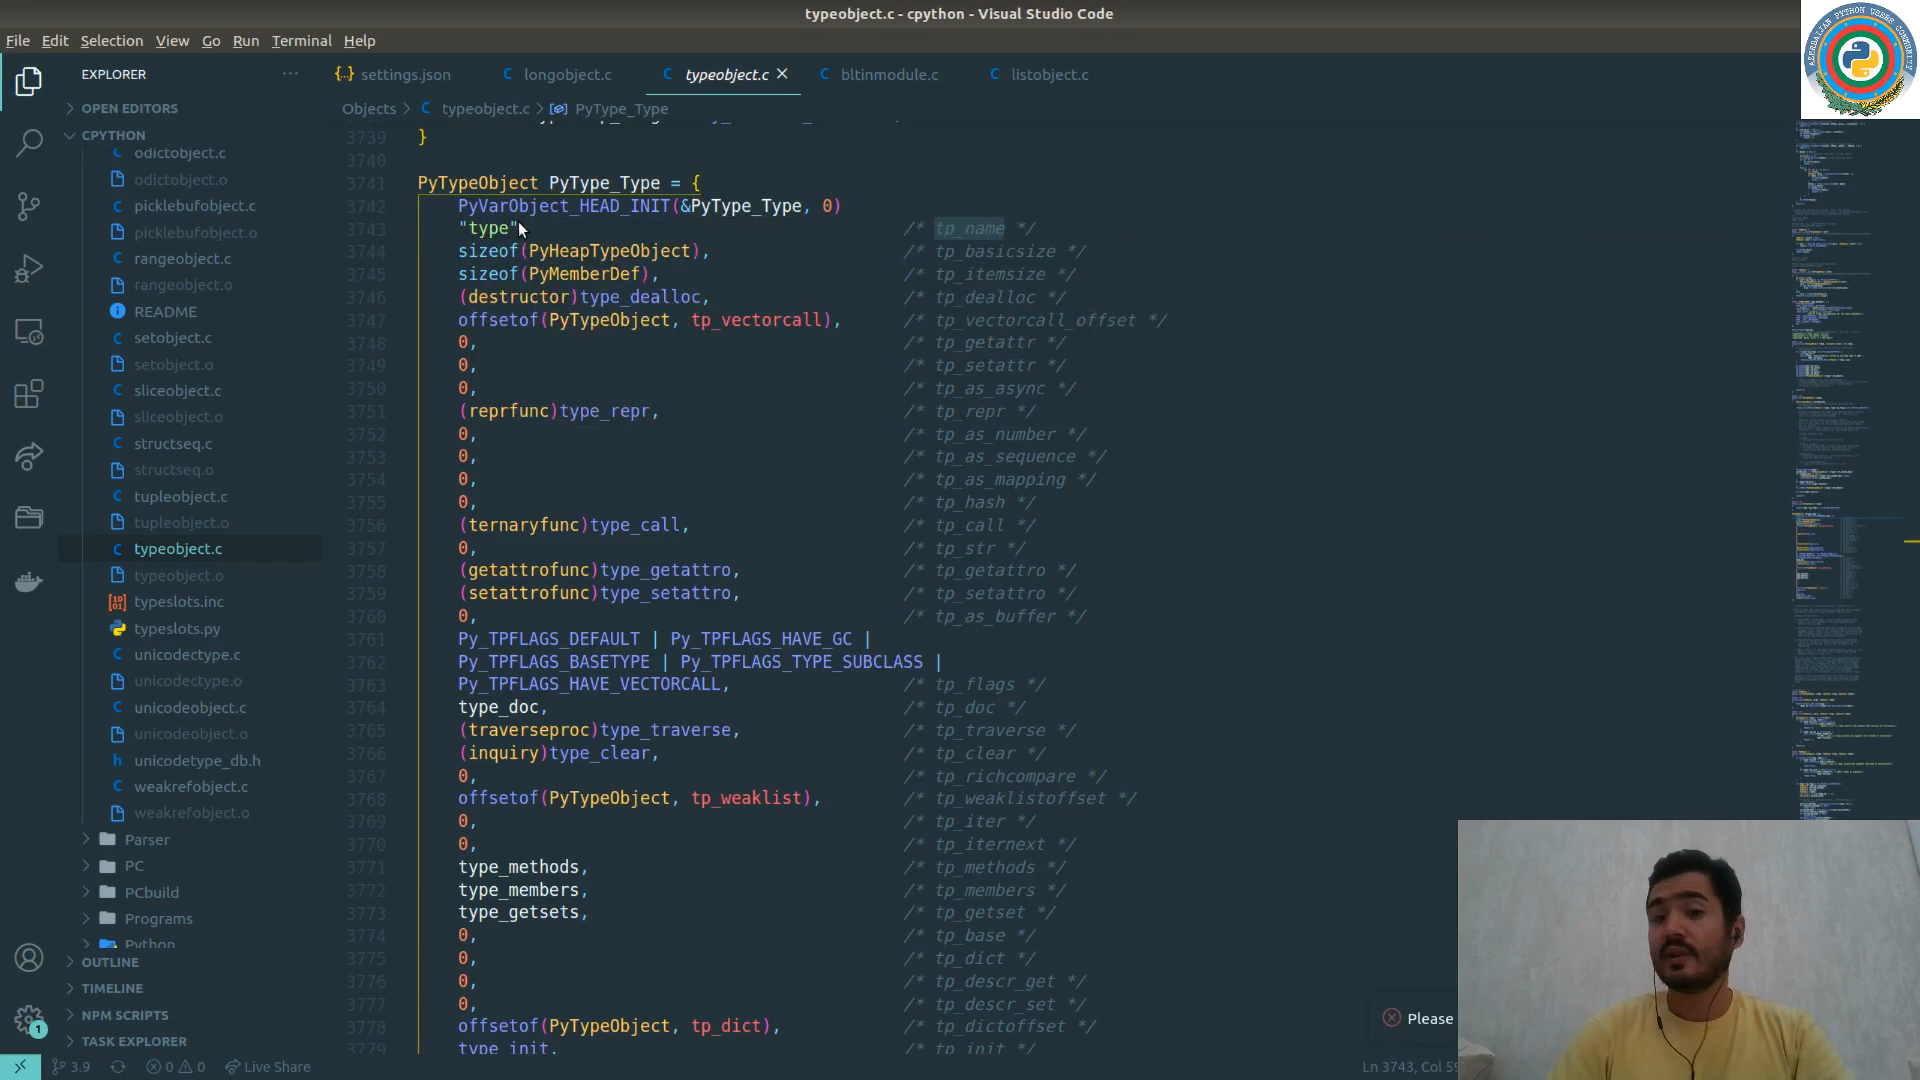 typeobject.c - cpython - Visual Studio Code
File Edit Selection View Go Run Terminal Help
AZERBAIJAN PYTHON USERS COMMUNITY
EXPLORER ···
settings.json longobject.c typeobject.c bltinmodule.c listobject.c
OPEN EDITORS
Objects > typeobject.c > PyType_Type
CPYTHON
odictobject.c
odictobject.o
picklebufobject.c
picklebufobject.o
rangeobject.c
rangeobject.o
README
setobject.c
setobject.o
sliceobject.c
sliceobject.o
structseq.c
structseq.o
tupleobject.c
tupleobject.o
typeobject.c
typeobject.o
typeslots.inc
typeslots.py
unicodectype.c
unicodectype.o
unicodeobject.c
unicodeobject.o
unicodetype_db.h
weakrefobject.c
weakrefobject.o
Parser
PC
PCbuild
Programs
Python
OUTLINE
TIMELINE
NPM SCRIPTS
TASK EXPLORER
3739 }
3740
3741 PyTypeObject PyType_Type = {
3742 PyVarObject_HEAD_INIT(&PyType_Type, 0)
3743 "type" /* tp_name */
3744 sizeof(PyHeapTypeObject), /* tp_basicsize */
3745 sizeof(PyMemberDef), /* tp_itemsize */
3746 (destructor)type_dealloc, /* tp_dealloc */
3747 offsetof(PyTypeObject, tp_vectorcall), /* tp_vectorcall_offset */
3748 0, /* tp_getattr */
3749 0, /* tp_setattr */
3750 0, /* tp_as_async */
3751 (reprfunc)type_repr, /* tp_repr */
3752 0, /* tp_as_number */
3753 0, /* tp_as_sequence */
3754 0, /* tp_as_mapping */
3755 0, /* tp_hash */
3756 (ternaryfunc)type_call, /* tp_call */
3757 0, /* tp_str */
3758 (getattrofunc)type_getattro, /* tp_getattro */
3759 (setattrofunc)type_setattro, /* tp_setattro */
3760 0, /* tp_as_buffer */
3761 Py_TPFLAGS_DEFAULT | Py_TPFLAGS_HAVE_GC |
3762 Py_TPFLAGS_BASETYPE | Py_TPFLAGS_TYPE_SUBCLASS |
3763 Py_TPFLAGS_HAVE_VECTORCALL, /* tp_flags */
3764 type_doc, /* tp_doc */
3765 (traverseproc)type_traverse, /* tp_traverse */
3766 (inquiry)type_clear, /* tp_clear */
3767 0, /* tp_richcompare */
3768 offsetof(PyTypeObject, tp_weaklist), /* tp_weaklistoffset */
3769 0, /* tp_iter */
3770 0, /* tp_iternext */
3771 type_methods, /* tp_methods */
3772 type_members, /* tp_members */
3773 type_getsets, /* tp_getset */
3774 0, /* tp_base */
3775 0, /* tp_dict */
3776 0, /* tp_descr_get */
3777 0, /* tp_descr_set */
3778 offsetof(PyTypeObject, tp_dict), /* tp_dictoffset */
3779 type_init, /* tp_init */
Please
1
3.9 0 0 Live Share
Ln 3743, Col